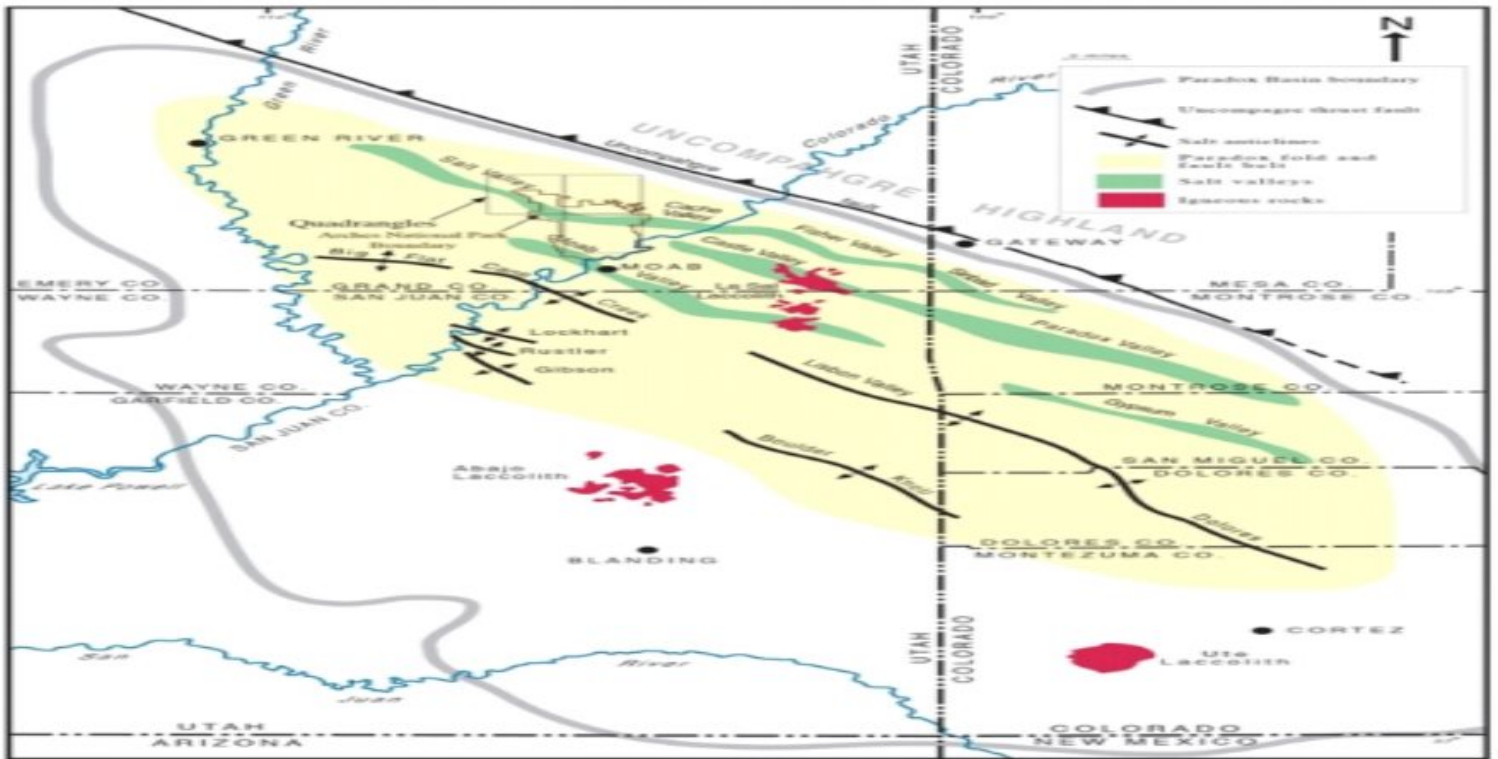 N
UTAH
COLORADO
River
Green
River
Colorado
Paradox Basin boundary
Uncompagre thrust fault
Salt anticlines
Paradox fold and
fault belt
Salt valleys
Igneous rocks
GREEN RIVER
UNCOMPAHGRE
HIGHLAND
Uncompahgre
fault
Salt Valley
Cache
Valley
Quadrangles
Arches National Park
Boundary
Fisher Valley
Castle Valley
Sinbad Valley
GATEWAY
Big Flat
Moab
Valley
MOAB
Cane
Creek
La Sal
Laccolith
EMERY CO.
WAYNE CO.
GRAND CO.
SAN JUAN CO.
MESA CO.
MONTROSE CO.
Lockhart
Rustler
Gibson
Paradox Valley
Lisbon Valley
WAYNE CO.
GARFIELD CO.
SAN JUAN CO.
MONTROSE CO.
Gypsum Valley
SAN MIGUEL CO.
DOLORES CO.
Boulder
Knoll
Abajo
Laccolith
Lake Powell
Dolores
BLANDING
DOLORES CO.
MONTEZUMA CO.
CORTEZ
Ute
Laccolith
UTAH
COLORADO
San
Juan
River
UTAH
ARIZONA
COLORADO
NEW MEXICO